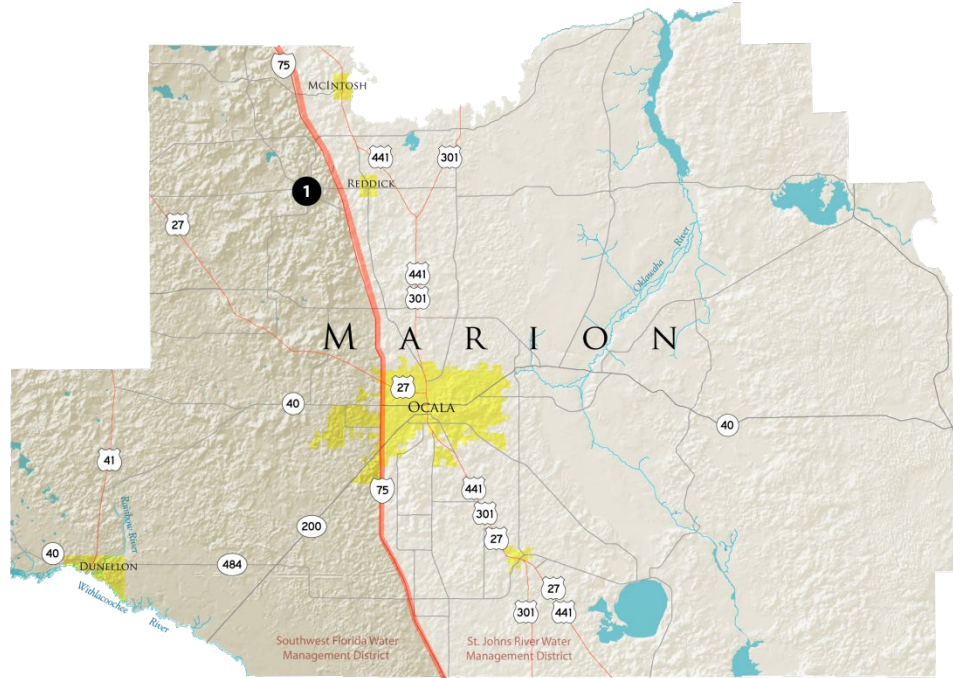 75
McIntosh
441
301
1
Reddick
27
441
301
Oklawaha
River
MARION
27
Ocala
40
40
41
75
441
Rainbow River
200
301
27
40
Dunellon
484
27
Withlacoochee
River
301
441
Southwest Florida Water
Management District
St. Johns River Water
Management District